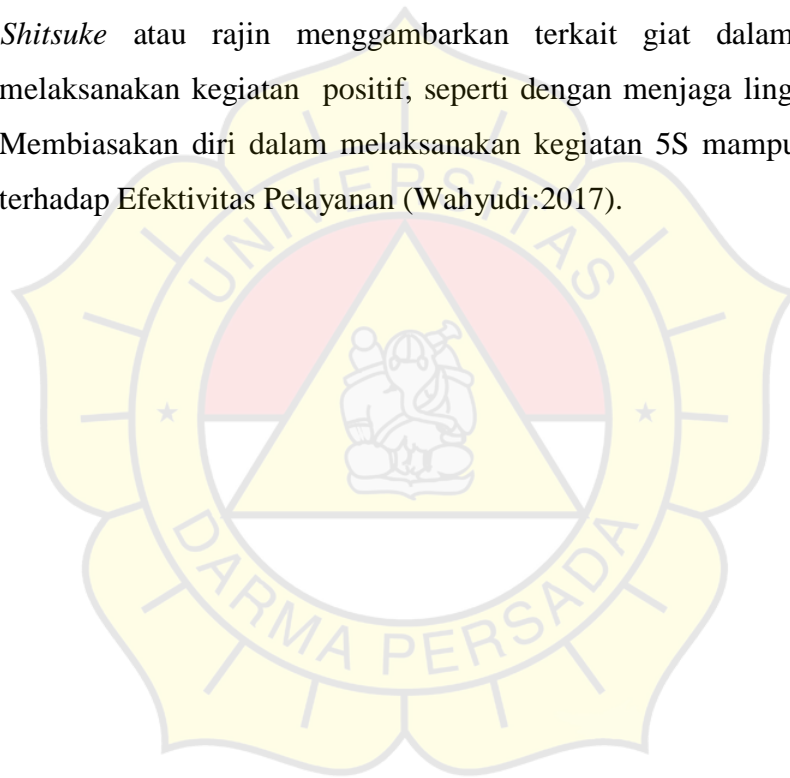 Shitsuke atau rajin menggambarkan terkait giat dalam
melaksanakan kegiatan positif, seperti dengan menjaga ling
Membiasakan diri dalam melaksanakan kegiatan 5S mampu
terhadap Efektivitas Pelayanan (Wahyudi:2017).
UNIVERSITAS
DARMA PERSADA